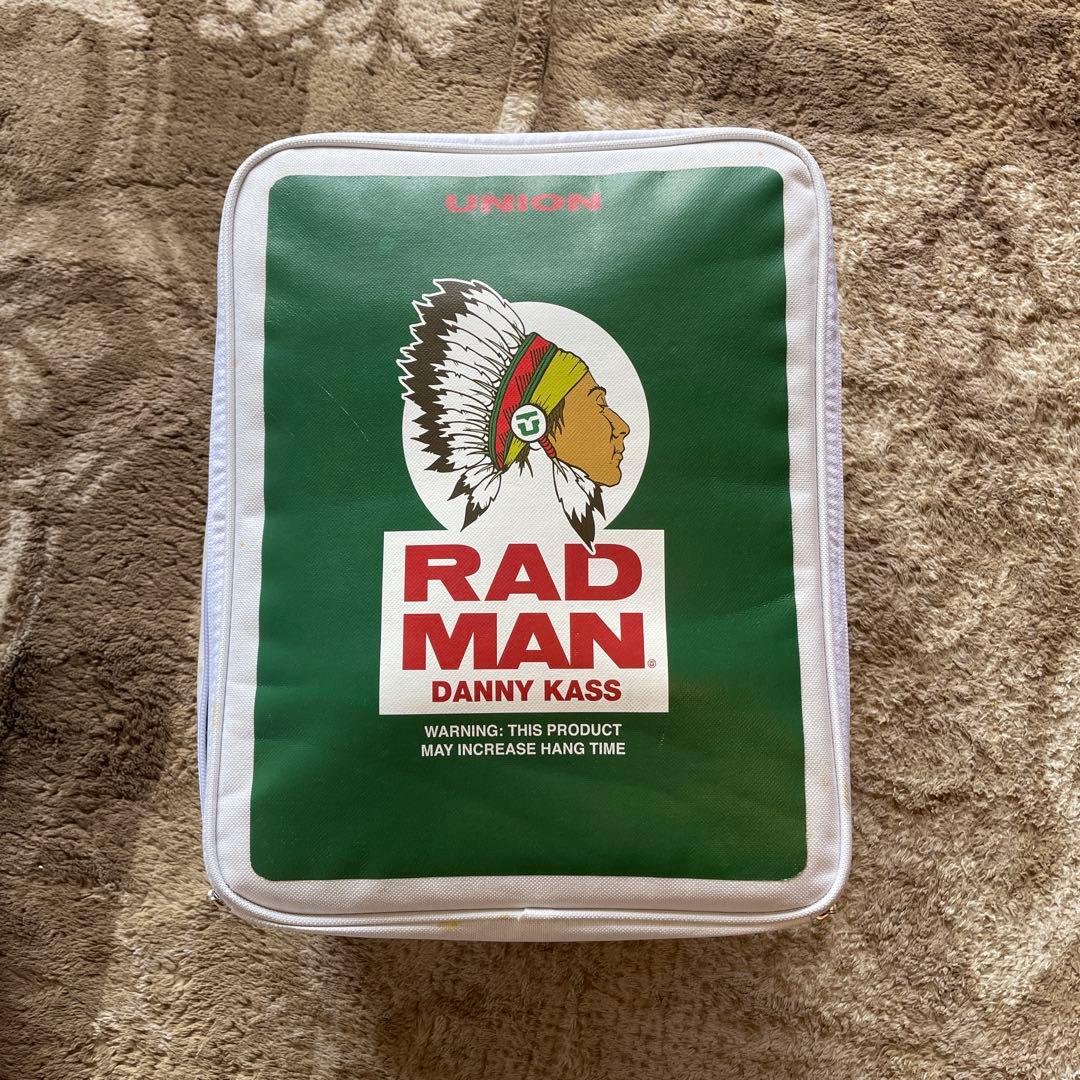 UNION
RAD
MAN
DANNY KASS
WARNING: THIS PRODUCT
MAY INCREASE HANG TIME